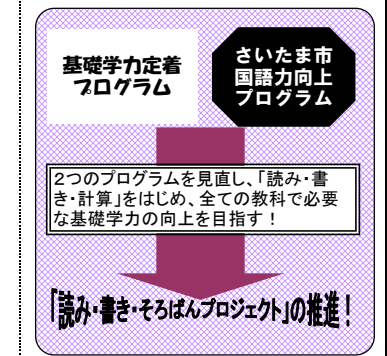 基礎学力定着
プログラム
さいたま市
国語力向上
プログラム
２つのプログラムを見直し、「読み・書
き・計算」をはじめ、全ての教科で必要
な基礎学力の向上を目指す！
「読み・書き・そろばんプロジェクト」の推進！